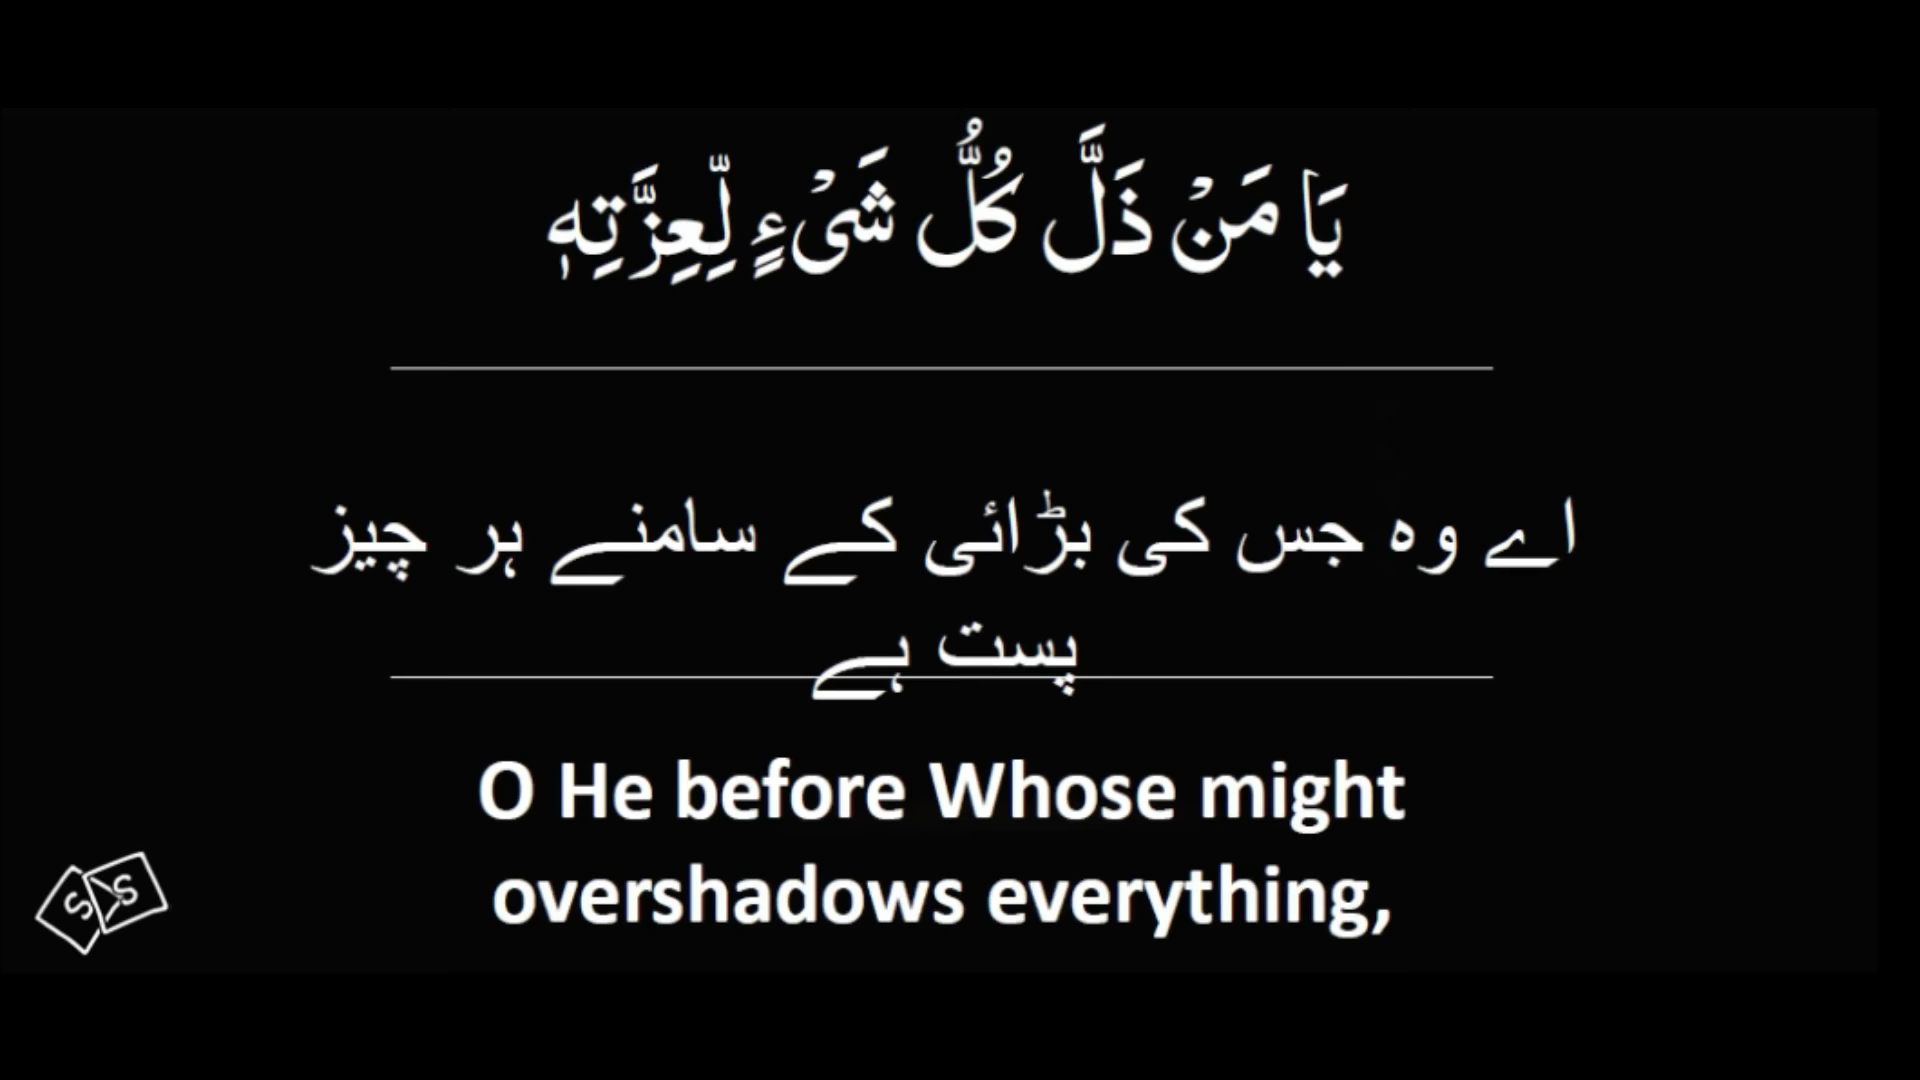 يَا مَنْ ذَلَّ كُلُّ شَیْءٍ لِّعِزَّتِهٖ
اے وہ جس کی بڑائی کے سامنے ہر چیز
پست ہے
O He before Whose might
overshadows everything,
S S